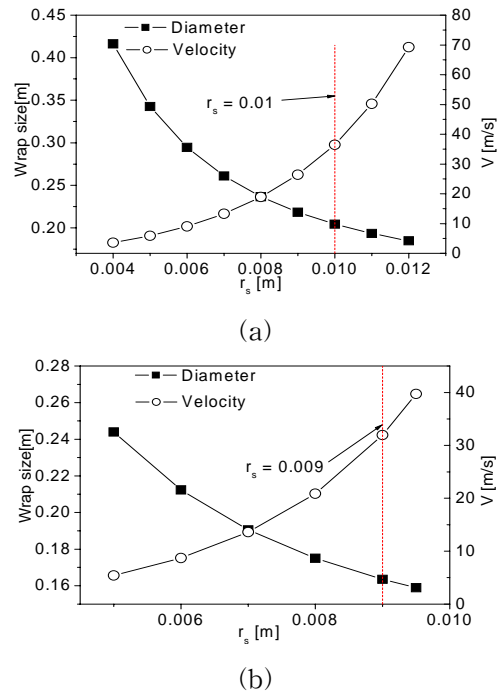 0.45
0.40
0.35
0.30
0.25
0.20
Wrap size[m]
Diameter
Velocity
r_s = 0.01
80
70
60
50
40
30
20
10
0
V [m/s]
0.004 0.006 0.008 0.010 0.012
r_s [m]
(a)
0.28
0.26
0.24
0.22
0.20
0.18
0.16
Wrap size[m]
Diameter
Velocity
r_s = 0.009
40
30
20
10
0
V [m/s]
0.006 0.008 0.010
r_s [m]
(b)